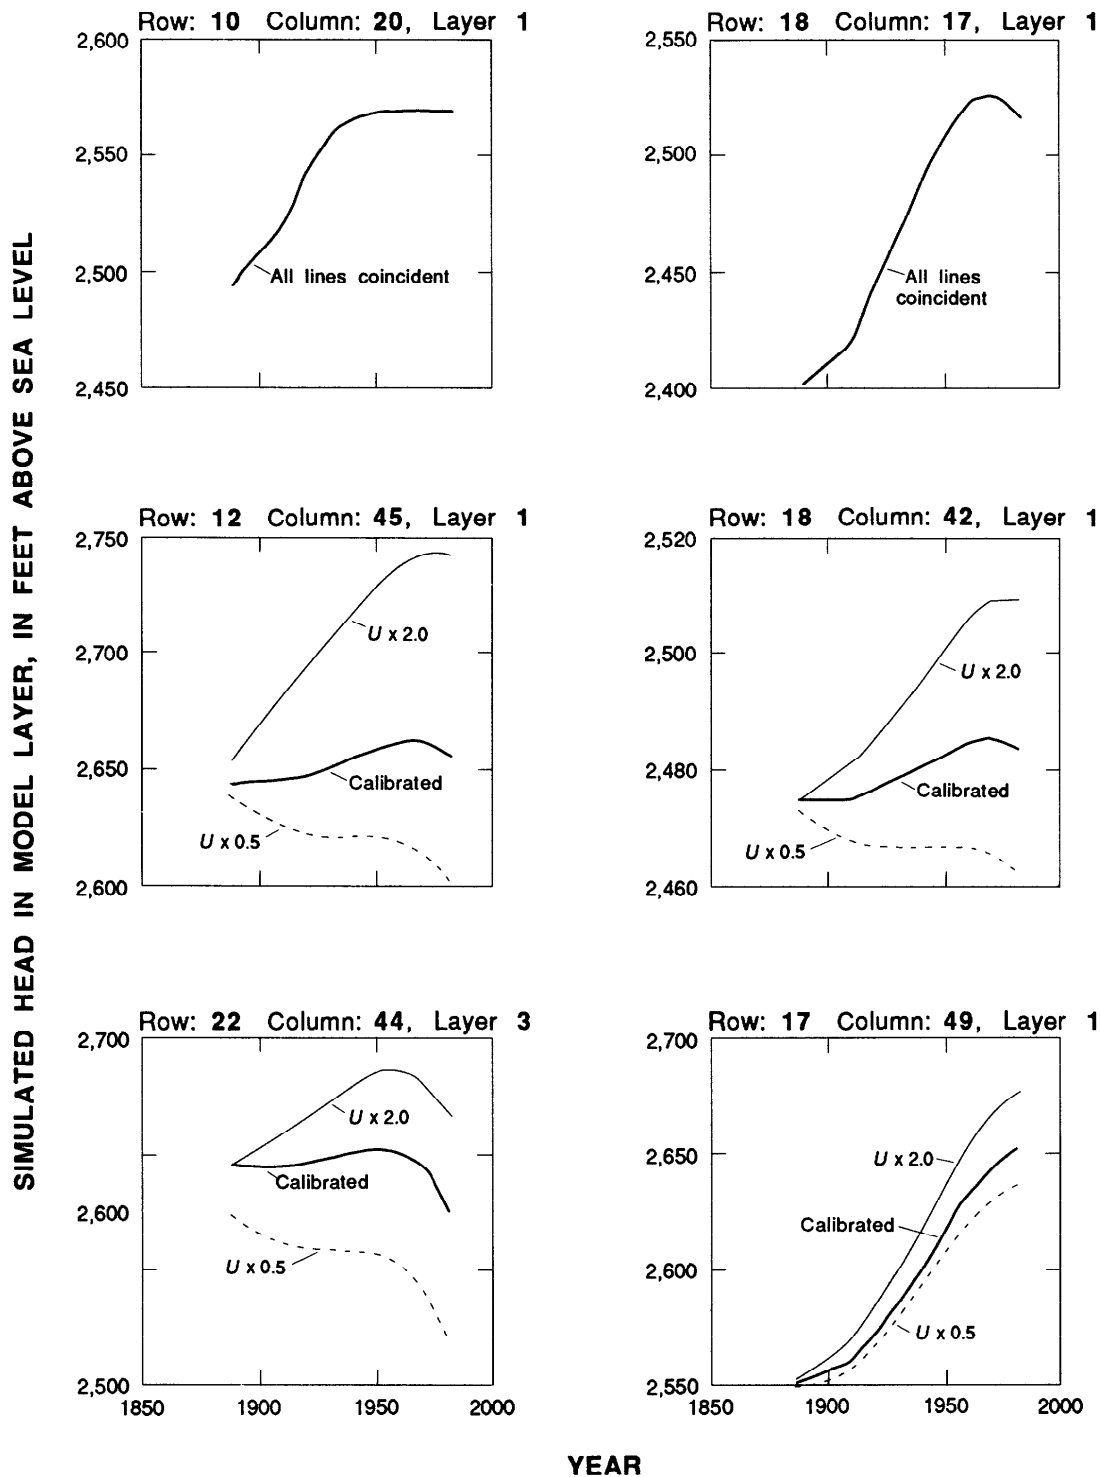 SIMULATED HEAD IN MODEL LAYER, IN FEET ABOVE SEA LEVEL
Row: 10 Column: 20, Layer 1
2,600
2,550
2,500
2,450
All lines coincident
Row: 18 Column: 17, Layer 1
2,550
2,500
2,450
2,400
All lines
coincident
Row: 12 Column: 45, Layer 1
2,750
2,700
2,650
2,600
U x 2.0
Calibrated
U x 0.5
Row: 18 Column: 42, Layer 1
2,520
2,500
2,480
2,460
U x 2.0
Calibrated
U x 0.5
Row: 22 Column: 44, Layer 3
2,700
2,600
2,500
U x 2.0
Calibrated
U x 0.5
1850 1900 1950 2000
Row: 17 Column: 49, Layer 1
2,700
2,650
2,600
2,550
U x 2.0
Calibrated
U x 0.5
1850 1900 1950 2000
YEAR